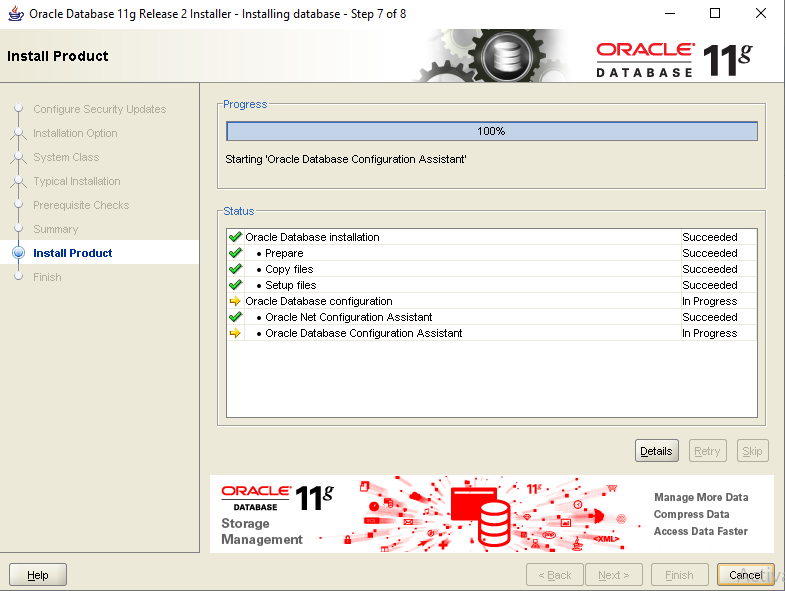 Oracle Database 11g Release 2 Installer - Installing database - Step 7 of 8
Install Product
ORACLE
DATABASE 11g
Configure Security Updates
Installation Option
System Class
Typical Installation
Prerequisite Checks
Summary
Install Product
Finish
Progress
100%
Starting 'Oracle Database Configuration Assistant'
Status
Oracle Database installation Succeeded
• Prepare Succeeded
• Copy files Succeeded
• Setup files Succeeded
Oracle Database configuration In Progress
• Oracle Net Configuration Assistant Succeeded
• Oracle Database Configuration Assistant In Progress
Details Retry Skip
ORACLE
DATABASE 11g
Storage
Management
11g
<XML>
Manage More Data
Compress Data
Access Data Faster
Help < Back Next > Finish Cancel